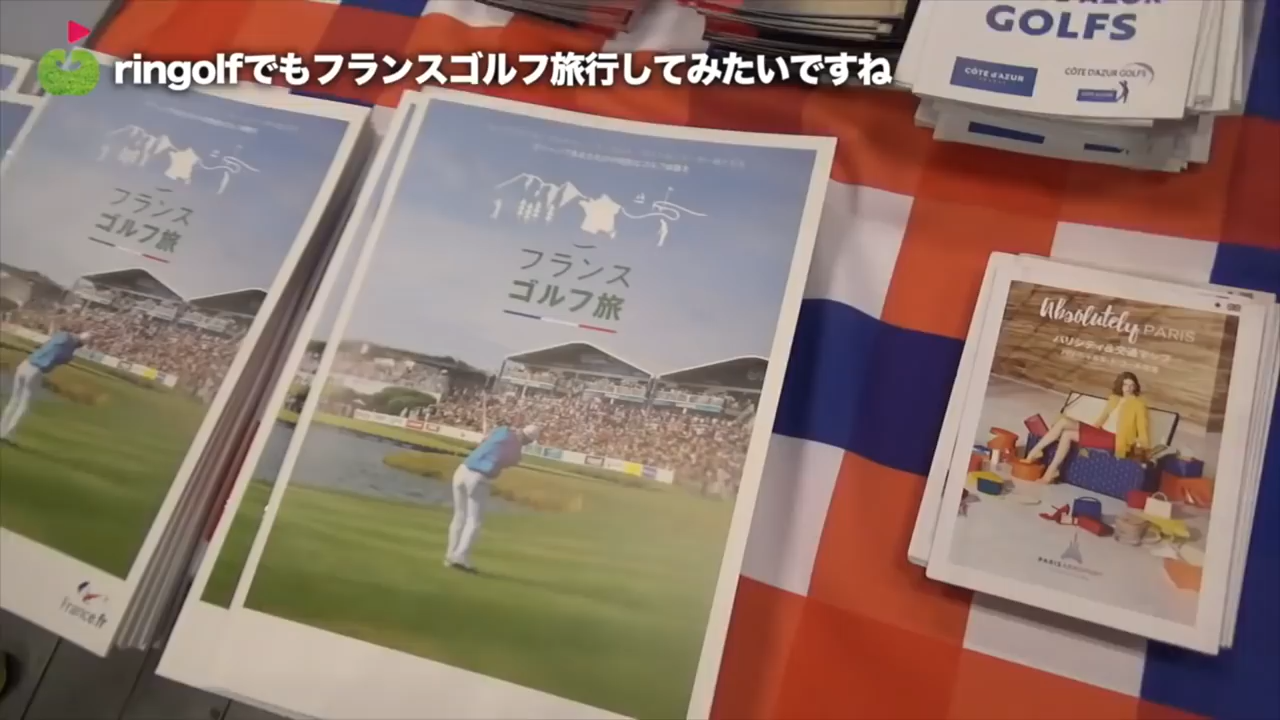 ringolfでもフランスゴルフ旅行してみたいですね
GOLFS
CÔTE d'AZUR
CÔTE D'AZUR GOLFS
フランス
ゴルフ旅
フランス
ゴルフ旅
Absolutely PARIS
パリシティ&交通マップ
PARIS AEROPORT
France.fr